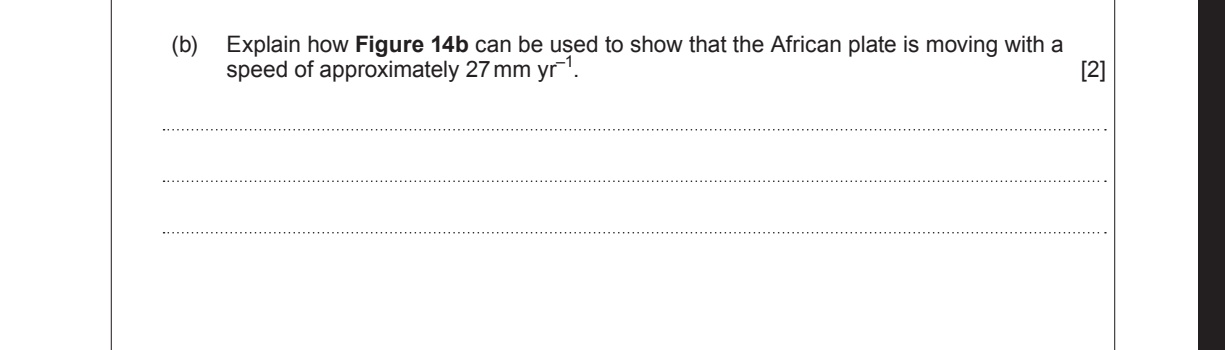 (b) Explain how Figure 14b can be used to show that the African plate is moving with a
speed of approximately 27 mm yr⁻¹. [2]